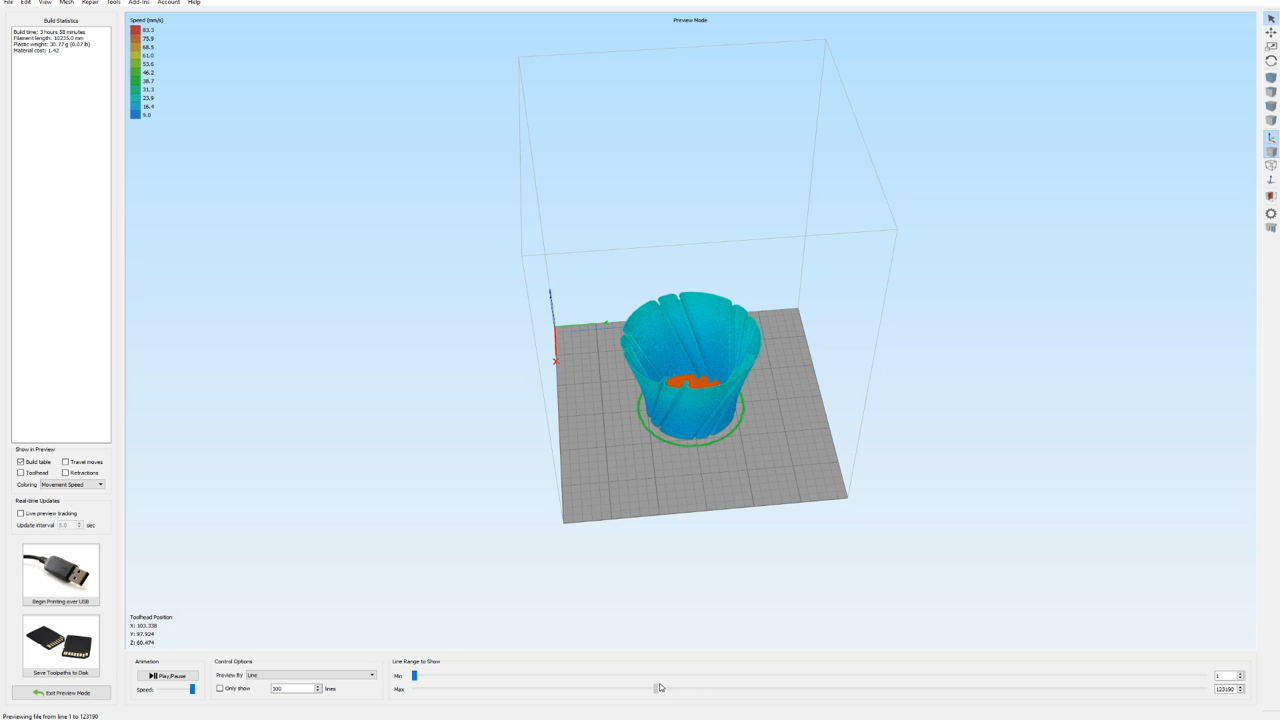 File Edit View Mesh Repair Tools Add-Ins Account Help
Build Statistics
Build time: 3 hours 58 minutes
Filament length: 10235.0 mm
Plastic weight: 30.77 g (0.07 lb)
Material cost: 1.42
Speed (mm/s)
83.3
75.9
68.5
61.0
53.6
46.2
38.7
31.3
23.9
16.4
9.0
Preview Mode
Show in Preview
Build table Travel moves
Toolhead Retractions
Coloring Movement Speed
Real-time Updates
Live preview tracking
Update interval 5.0 sec
Begin Printing over USB
Save Toolpaths to Disk
Exit Preview Mode
Toolhead Position
X: 103.338
Y: 97.924
Z: 60.474
Animation
Play/Pause
Speed:
Control Options
Preview By Line
Only show 100 lines
Line Range to Show
Min 1
Max 123190
Previewing file from line 1 to 123190